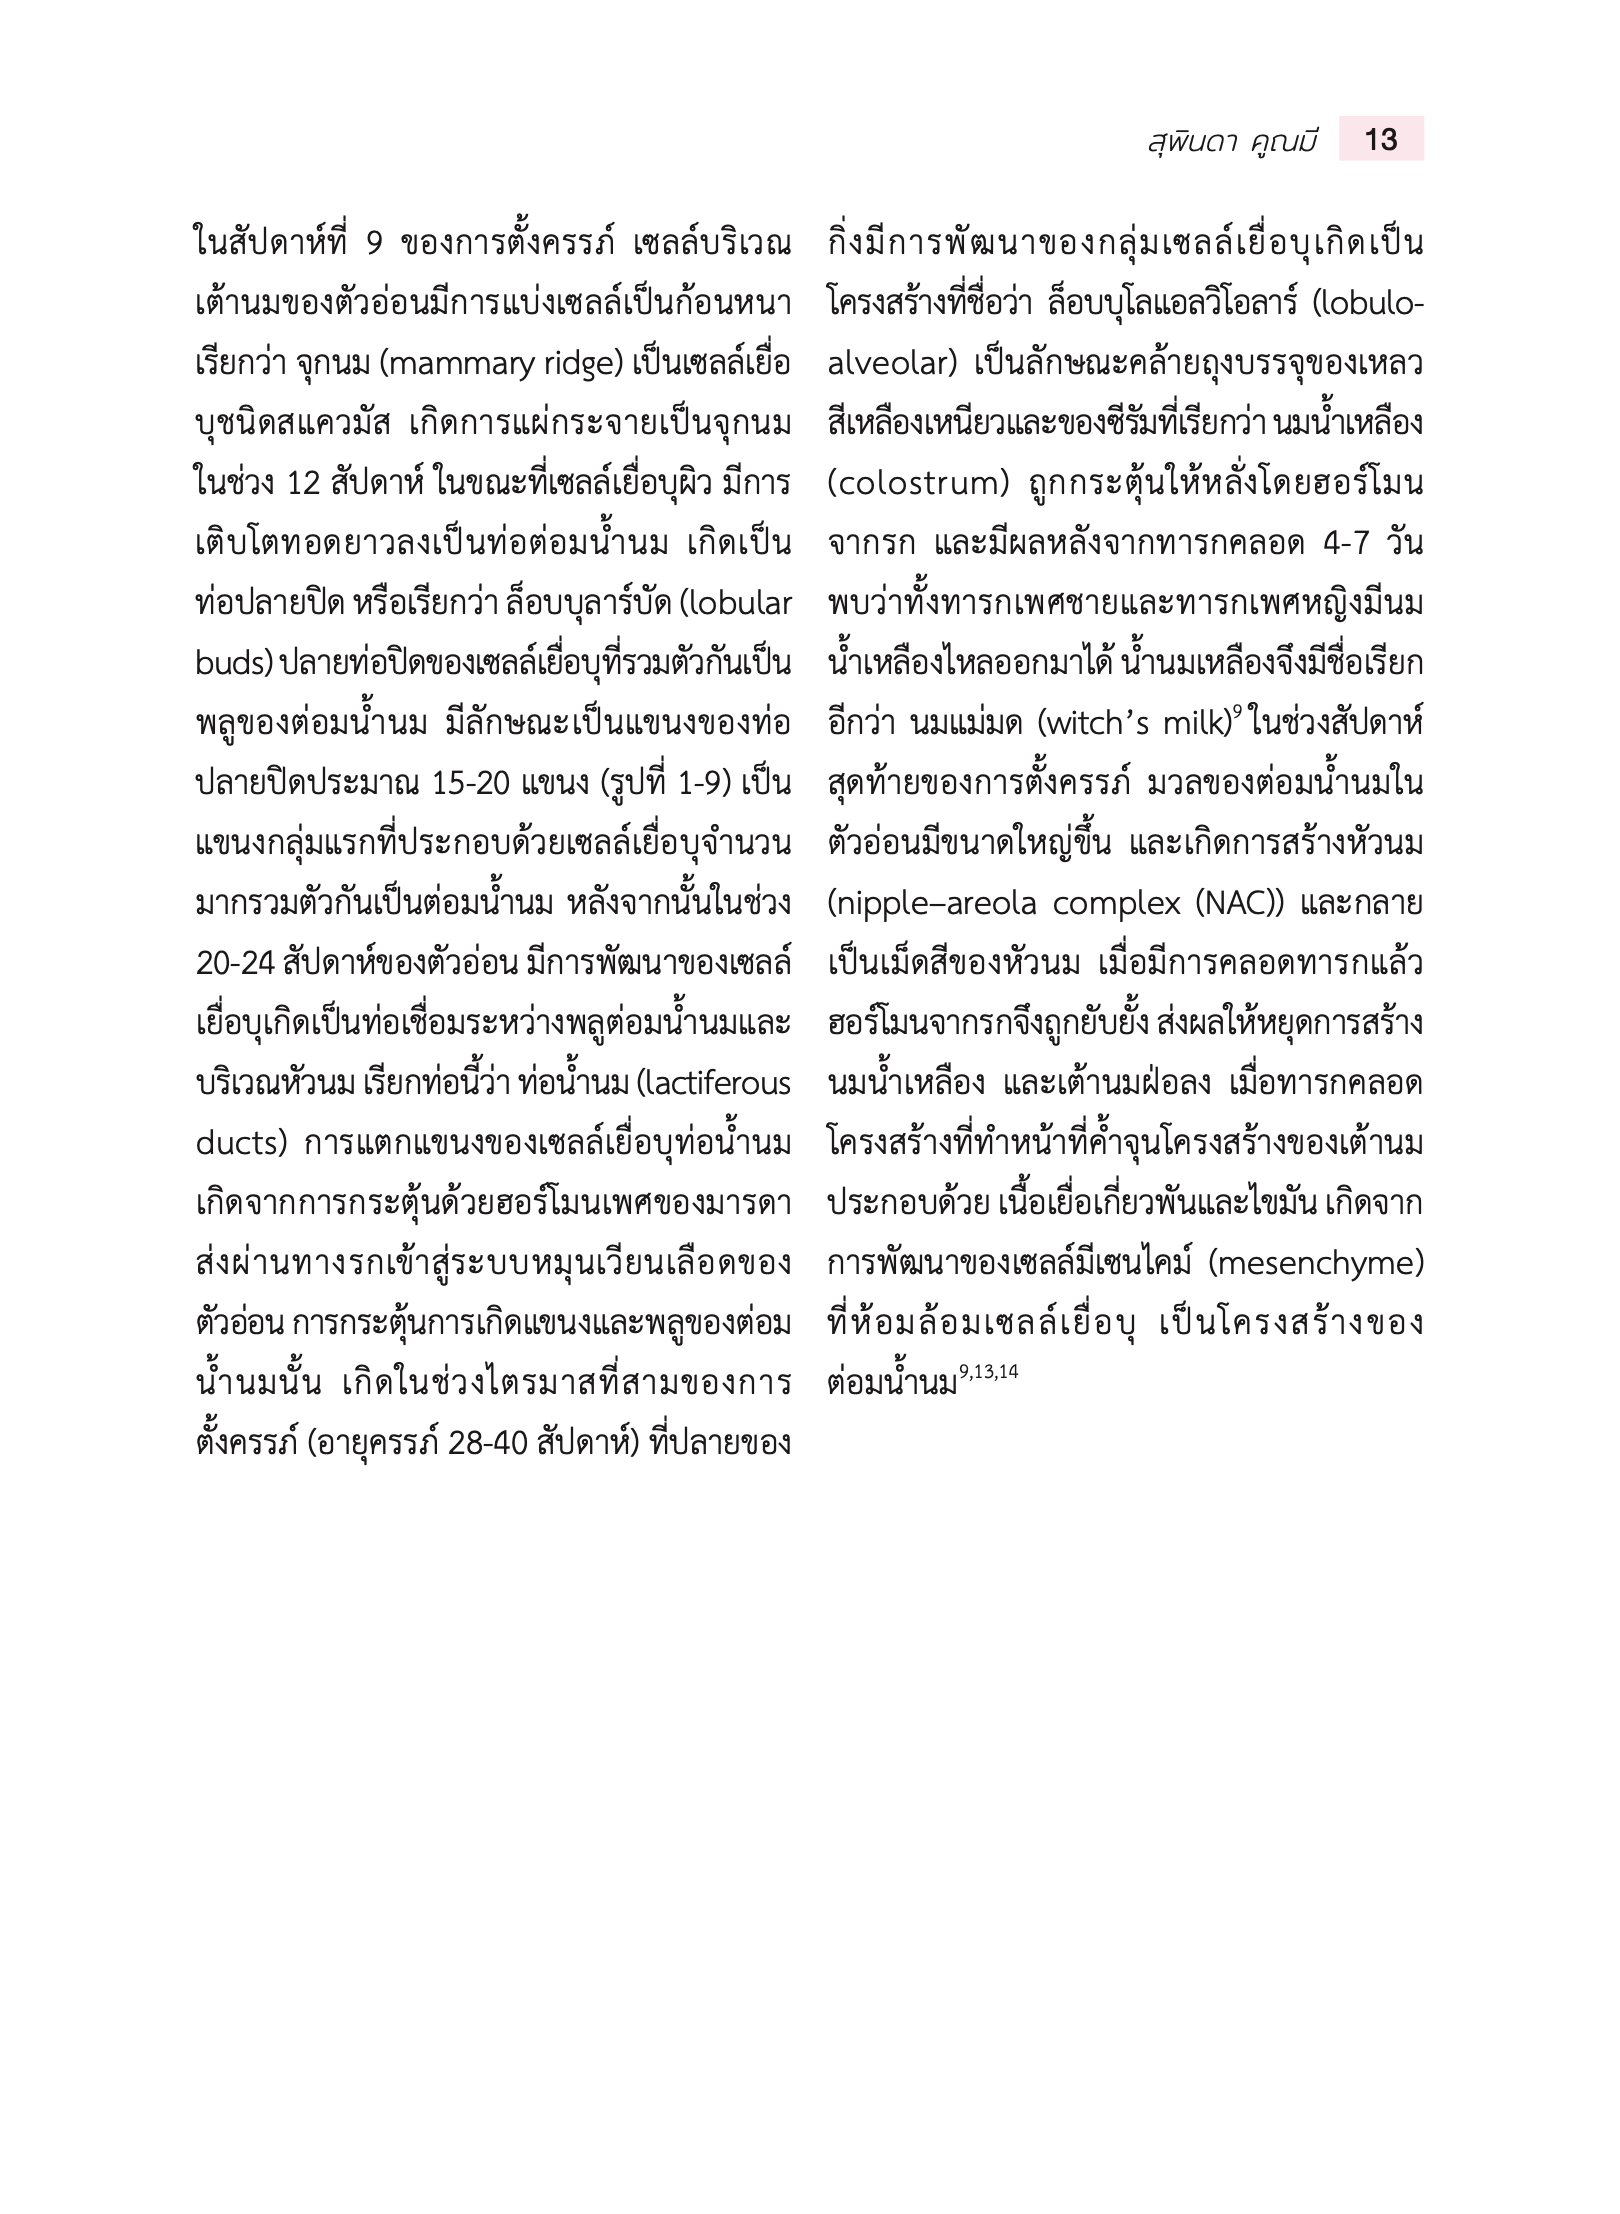 สุพินดา คูณมี 13
ในสัปดาห์ที่ 9 ของการตั้งครรภ์ เซลล์บริเวณ
เต้านมของตัวอ่อนมีการแบ่งเซลล์เป็นก้อนหนา
เรียกว่า จุกนม (mammary ridge) เป็นเซลล์เยื่อ
บุชนิดสแควมัส เกิดการแผ่กระจายเป็นจุกนม
ในช่วง 12 สัปดาห์ ในขณะที่เซลล์เยื่อบุผิว มีการ
เติบโตทอดยาวลงเป็นท่อต่อมน้ำนม เกิดเป็น
ท่อปลายปิด หรือเรียกว่า ล็อบบุลาร์บัด (lobular
buds) ปลายท่อปิดของเซลล์เยื่อบุที่รวมตัวกันเป็น
พลูของต่อมน้ำนม มีลักษณะเป็นแขนงของท่อ
ปลายปิดประมาณ 15-20 แขนง (รูปที่ 1-9) เป็น
แขนงกลุ่มแรกที่ประกอบด้วยเซลล์เยื่อบุจำนวน
มากรวมตัวกันเป็นต่อมน้ำนม หลังจากนั้นในช่วง
20-24 สัปดาห์ของตัวอ่อน มีการพัฒนาของเซลล์
เยื่อบุเกิดเป็นท่อเชื่อมระหว่างพลูต่อมน้ำนมและ
บริเวณหัวนม เรียกท่อนี้ว่า ท่อน้ำนม (lactiferous
ducts) การแตกแขนงของเซลล์เยื่อบุท่อน้ำนม
เกิดจากการกระตุ้นด้วยฮอร์โมนเพศของมารดา
ส่งผ่านทางรกเข้าสู่ระบบหมุนเวียนเลือดของ
ตัวอ่อน การกระตุ้นการเกิดแขนงและพลูของต่อม
น้ำนมนั้น เกิดในช่วงไตรมาสที่สามของการ
ตั้งครรภ์ (อายุครรภ์ 28-40 สัปดาห์) ที่ปลายของ
กิ่งมีการพัฒนาของกลุ่มเซลล์เยื่อบุเกิดเป็น
โครงสร้างที่ชื่อว่า ล็อบบุโลแอลวิโอลาร์ (lobulo-
alveolar) เป็นลักษณะคล้ายถุงบรรจุของเหลว
สีเหลืองเหนียวและของซีรัมที่เรียกว่า นมน้ำเหลือง
(colostrum) ถูกกระตุ้นให้หลั่งโดยฮอร์โมน
จากรก และมีผลหลังจากทารกคลอด 4-7 วัน
พบว่าทั้งทารกเพศชายและทารกเพศหญิงมีนม
น้ำเหลืองไหลออกมาได้ น้ำนมเหลืองจึงมีชื่อเรียก
อีกว่า นมแม่มด (witch’s milk)9 ในช่วงสัปดาห์
สุดท้ายของการตั้งครรภ์ มวลของต่อมน้ำนมใน
ตัวอ่อนมีขนาดใหญ่ขึ้น และเกิดการสร้างหัวนม
(nipple–areola complex (NAC)) และกลาย
เป็นเม็ดสีของหัวนม เมื่อมีการคลอดทารกแล้ว
ฮอร์โมนจากรกจึงถูกยับยั้ง ส่งผลให้หยุดการสร้าง
นมน้ำเหลือง และเต้านมฝ่อลง เมื่อทารกคลอด
โครงสร้างที่ทำหน้าที่ค้ำจุนโครงสร้างของเต้านม
ประกอบด้วย เนื้อเยื่อเกี่ยวพันและไขมัน เกิดจาก
การพัฒนาของเซลล์มีเซนไคม์ (mesenchyme)
ที่ห้อมล้อมเซลล์เยื่อบุ เป็นโครงสร้างของ
ต่อมน้ำนม9,13,14